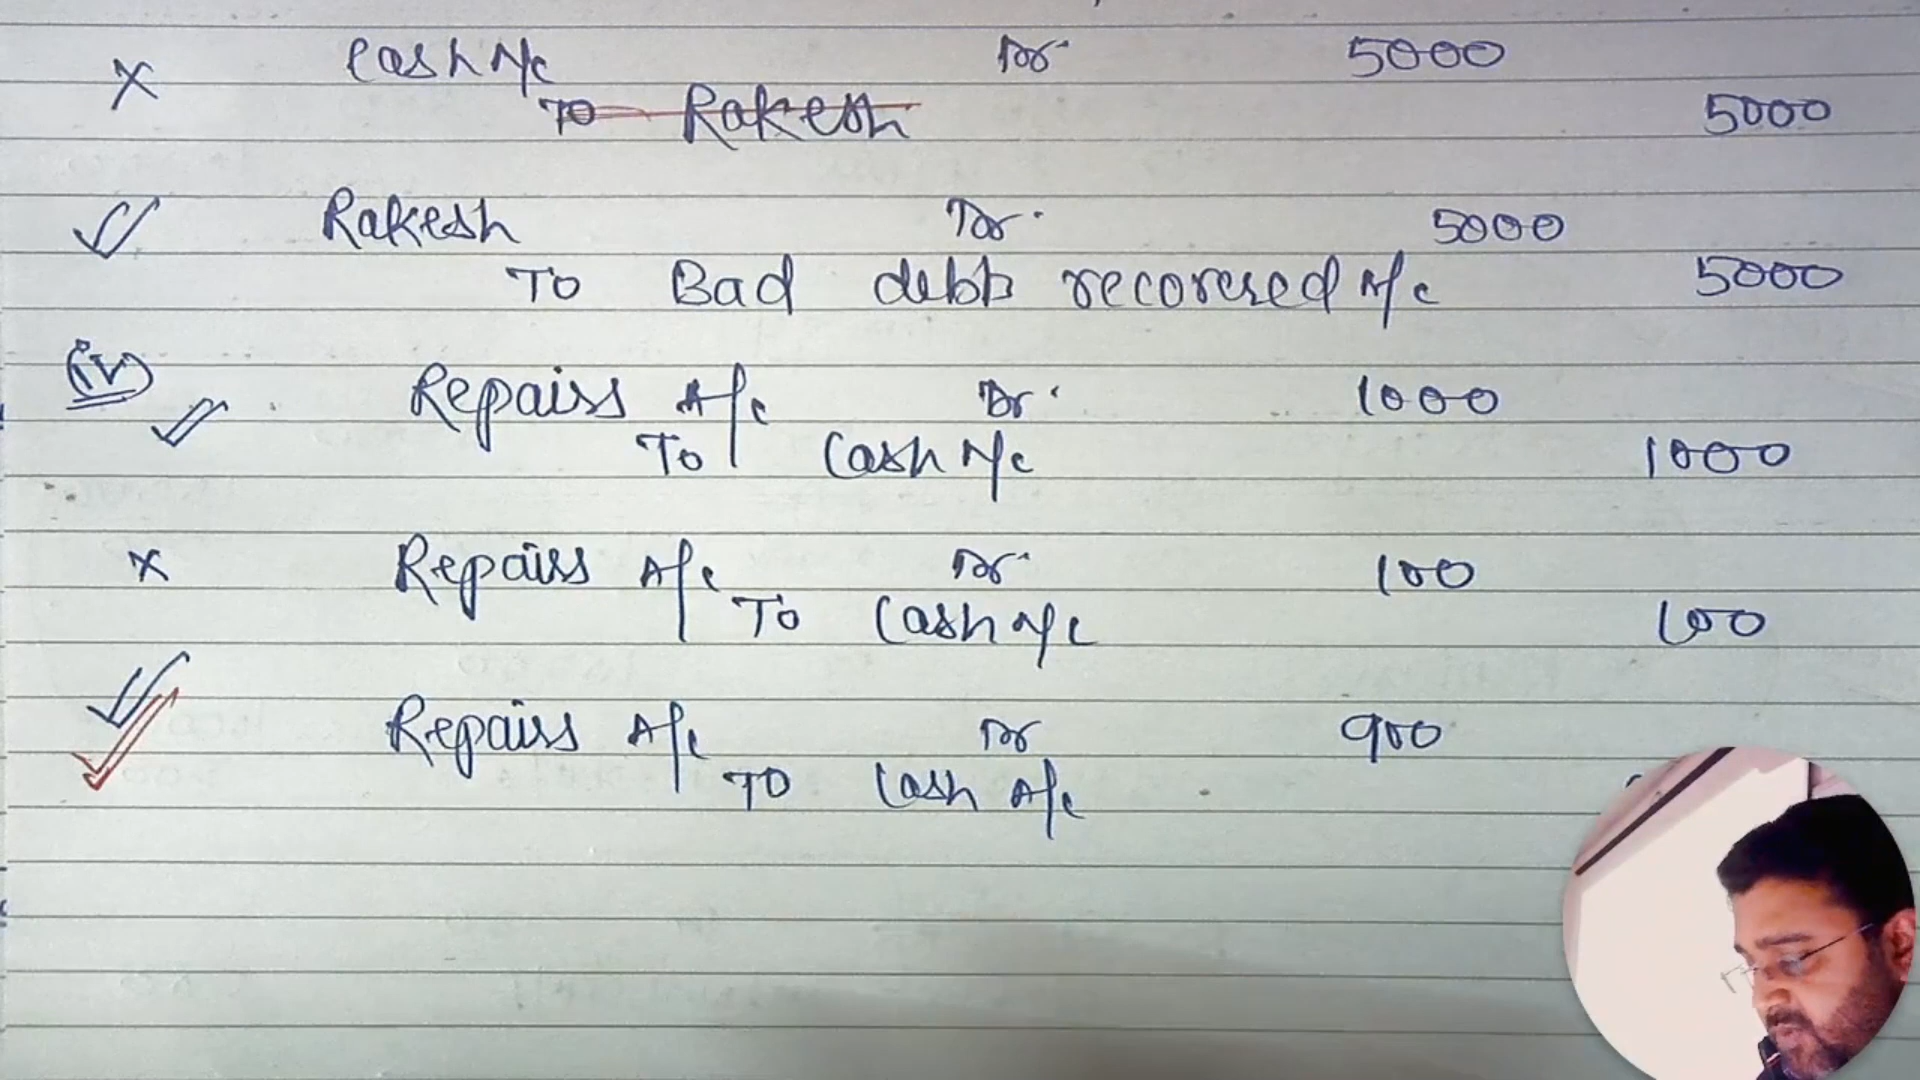 × Cash A/c Dr. 5000
To Rakesh 5000
Rakesh Dr. 5000
To Bad debts recovered A/c 5000
(iv) Repairs A/c Dr. 1000
To Cash A/c 1000
× Repairs A/c Dr. 100
To Cash A/c 100
Repairs A/c Dr 900
To Cash A/c